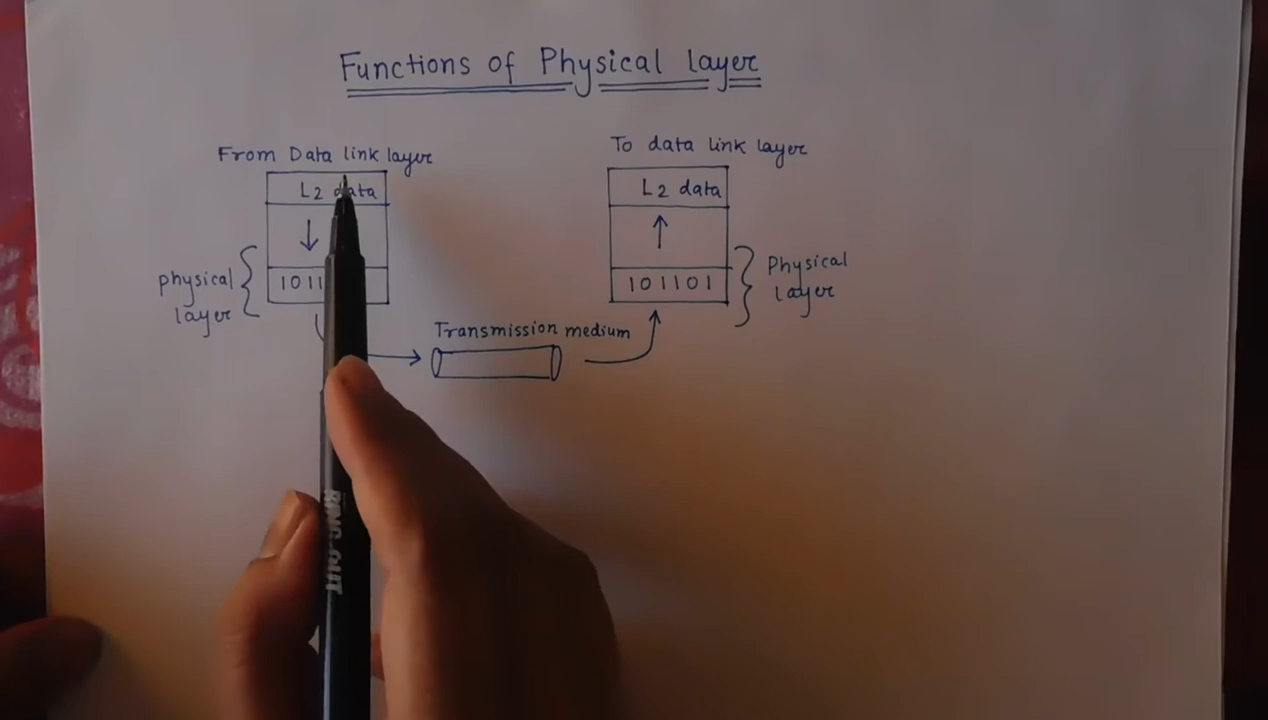 Functions of Physical layer
From Data link layer
L2 data
1011
physical
layer
Transmission medium
To data link layer
L2 data
101101
Physical
layer